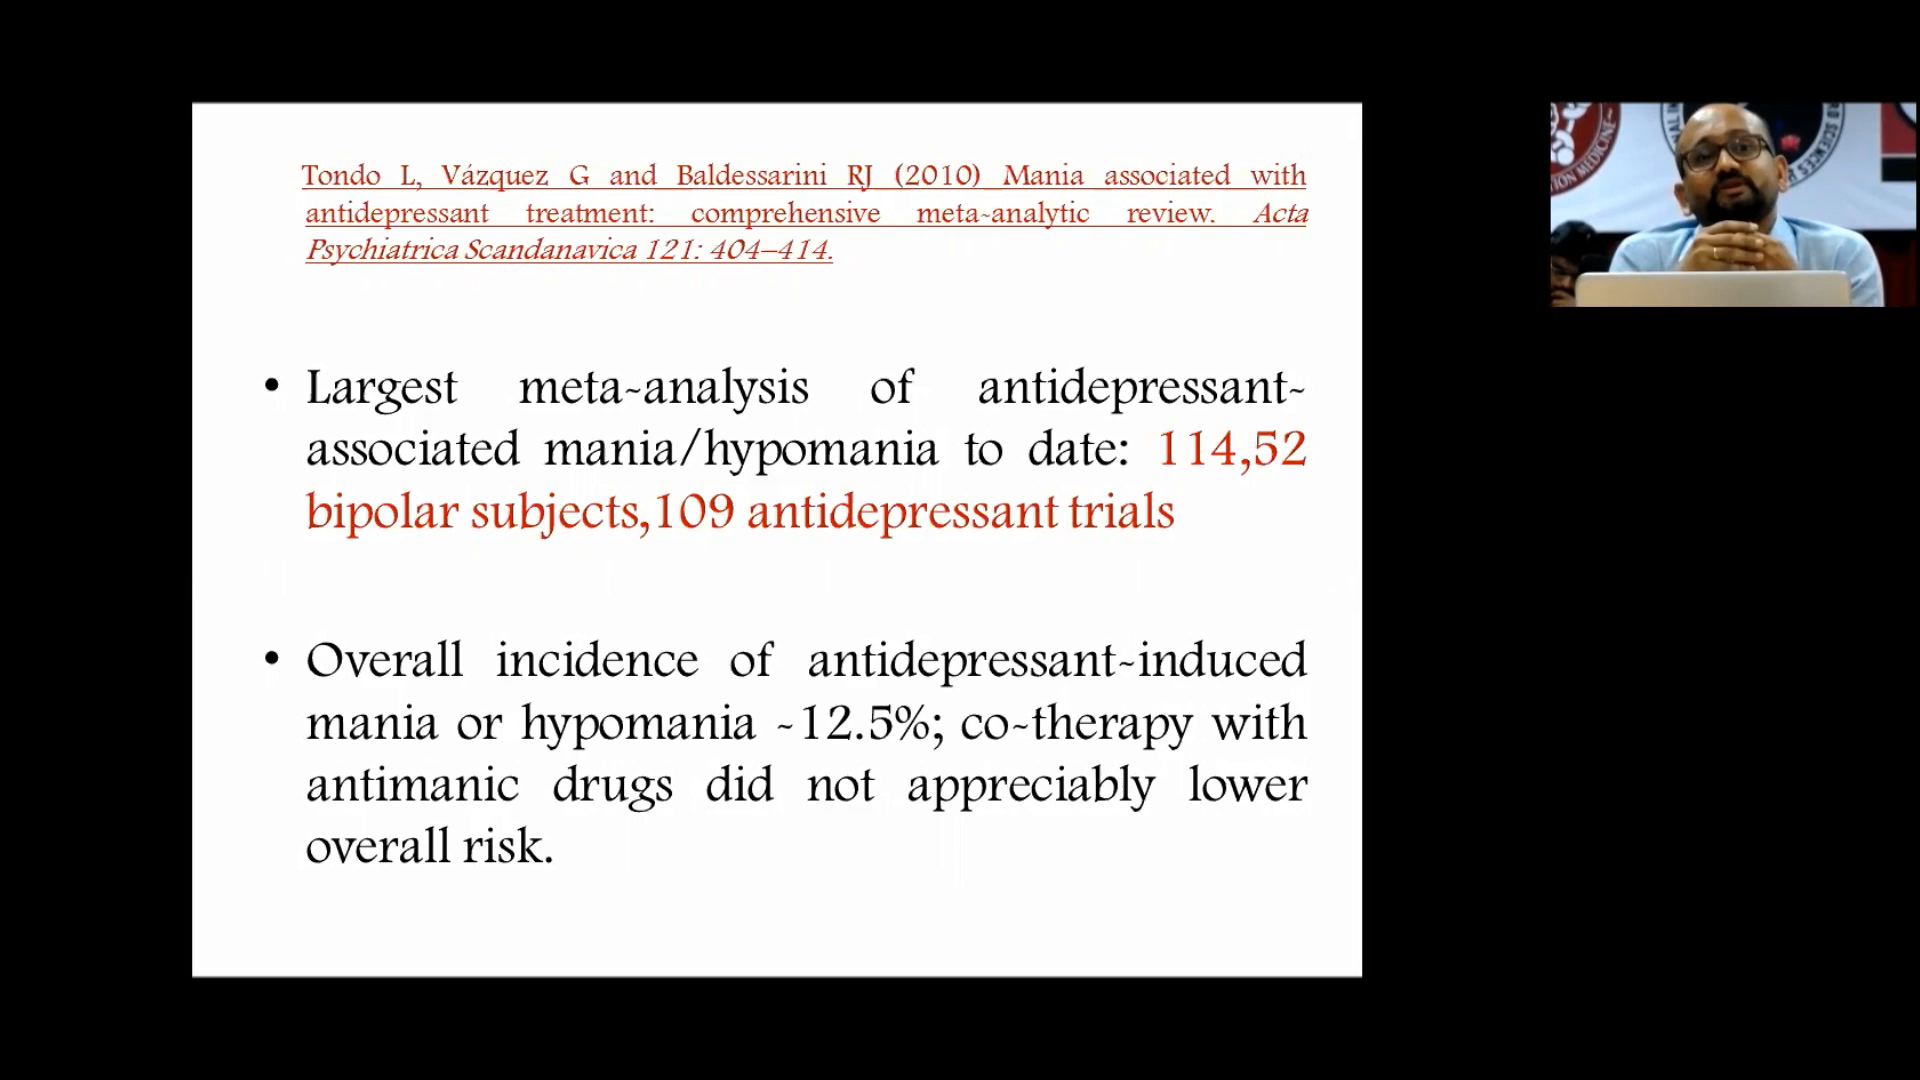 Tondo L, Vázquez G and Baldessarini RJ (2010) Mania associated with
antidepressant treatment: comprehensive meta-analytic review. Acta
Psychiatrica Scandanavica 121: 404–414.
• Largest meta-analysis of antidepressant-
associated mania/hypomania to date: 114,52
bipolar subjects,109 antidepressant trials
• Overall incidence of antidepressant-induced
mania or hypomania ~12.5%; co-therapy with
antimanic drugs did not appreciably lower
overall risk.
MEDICINE
SCIENCES